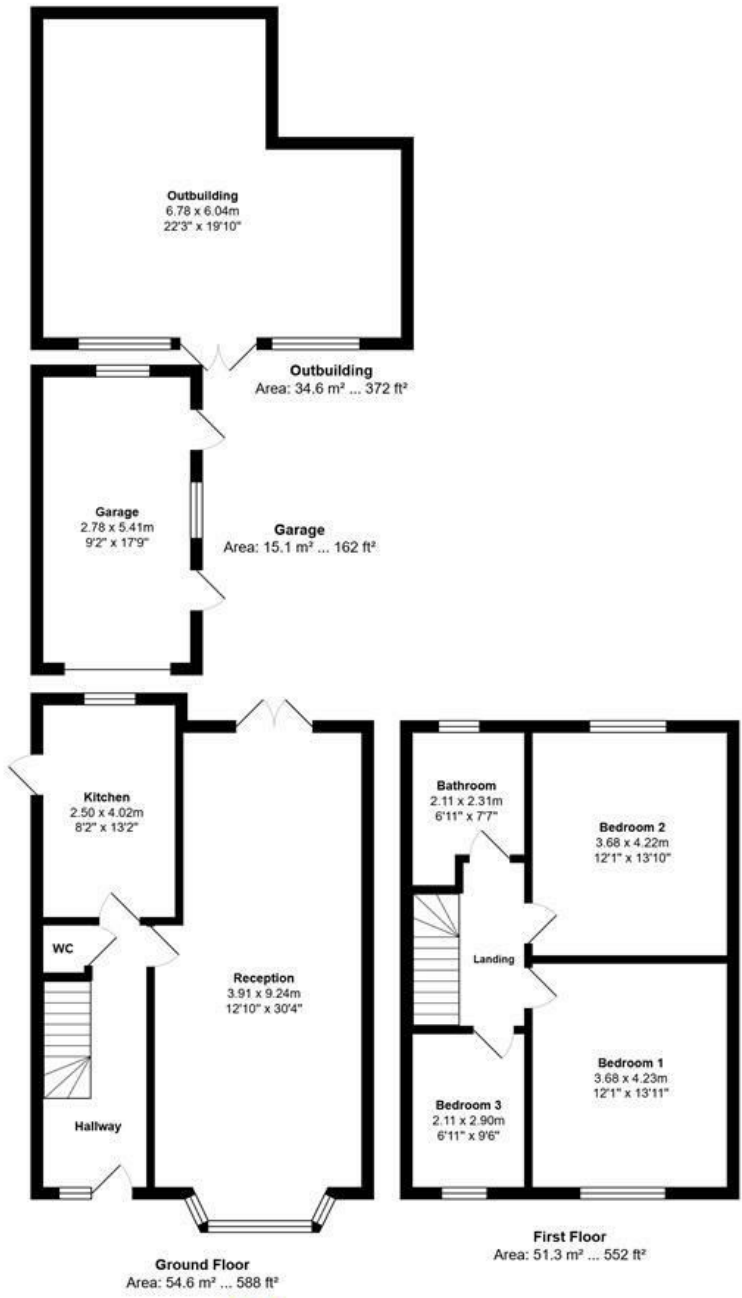 Outbuilding
6.78 x 6.04m
22'3" x 19'10"
Outbuilding
Area: 34.6 m² ... 372 ft²
Garage
2.78 x 5.41m
9'2" x 17'9"
Garage
Area: 15.1 m² ... 162 ft²
Kitchen
2.50 x 4.02m
8'2" x 13'2"
WC
Reception
3.91 x 9.24m
12'10" x 30'4"
Hallway
Ground Floor
Area: 54.6 m² ... 588 ft²
Bathroom
2.11 x 2.31m
6'11" x 7'7"
Bedroom 2
3.68 x 4.22m
12'1" x 13'10"
Landing
Bedroom 1
3.68 x 4.23m
12'1" x 13'11"
Bedroom 3
2.11 x 2.90m
6'11" x 9'6"
First Floor
Area: 51.3 m² ... 552 ft²